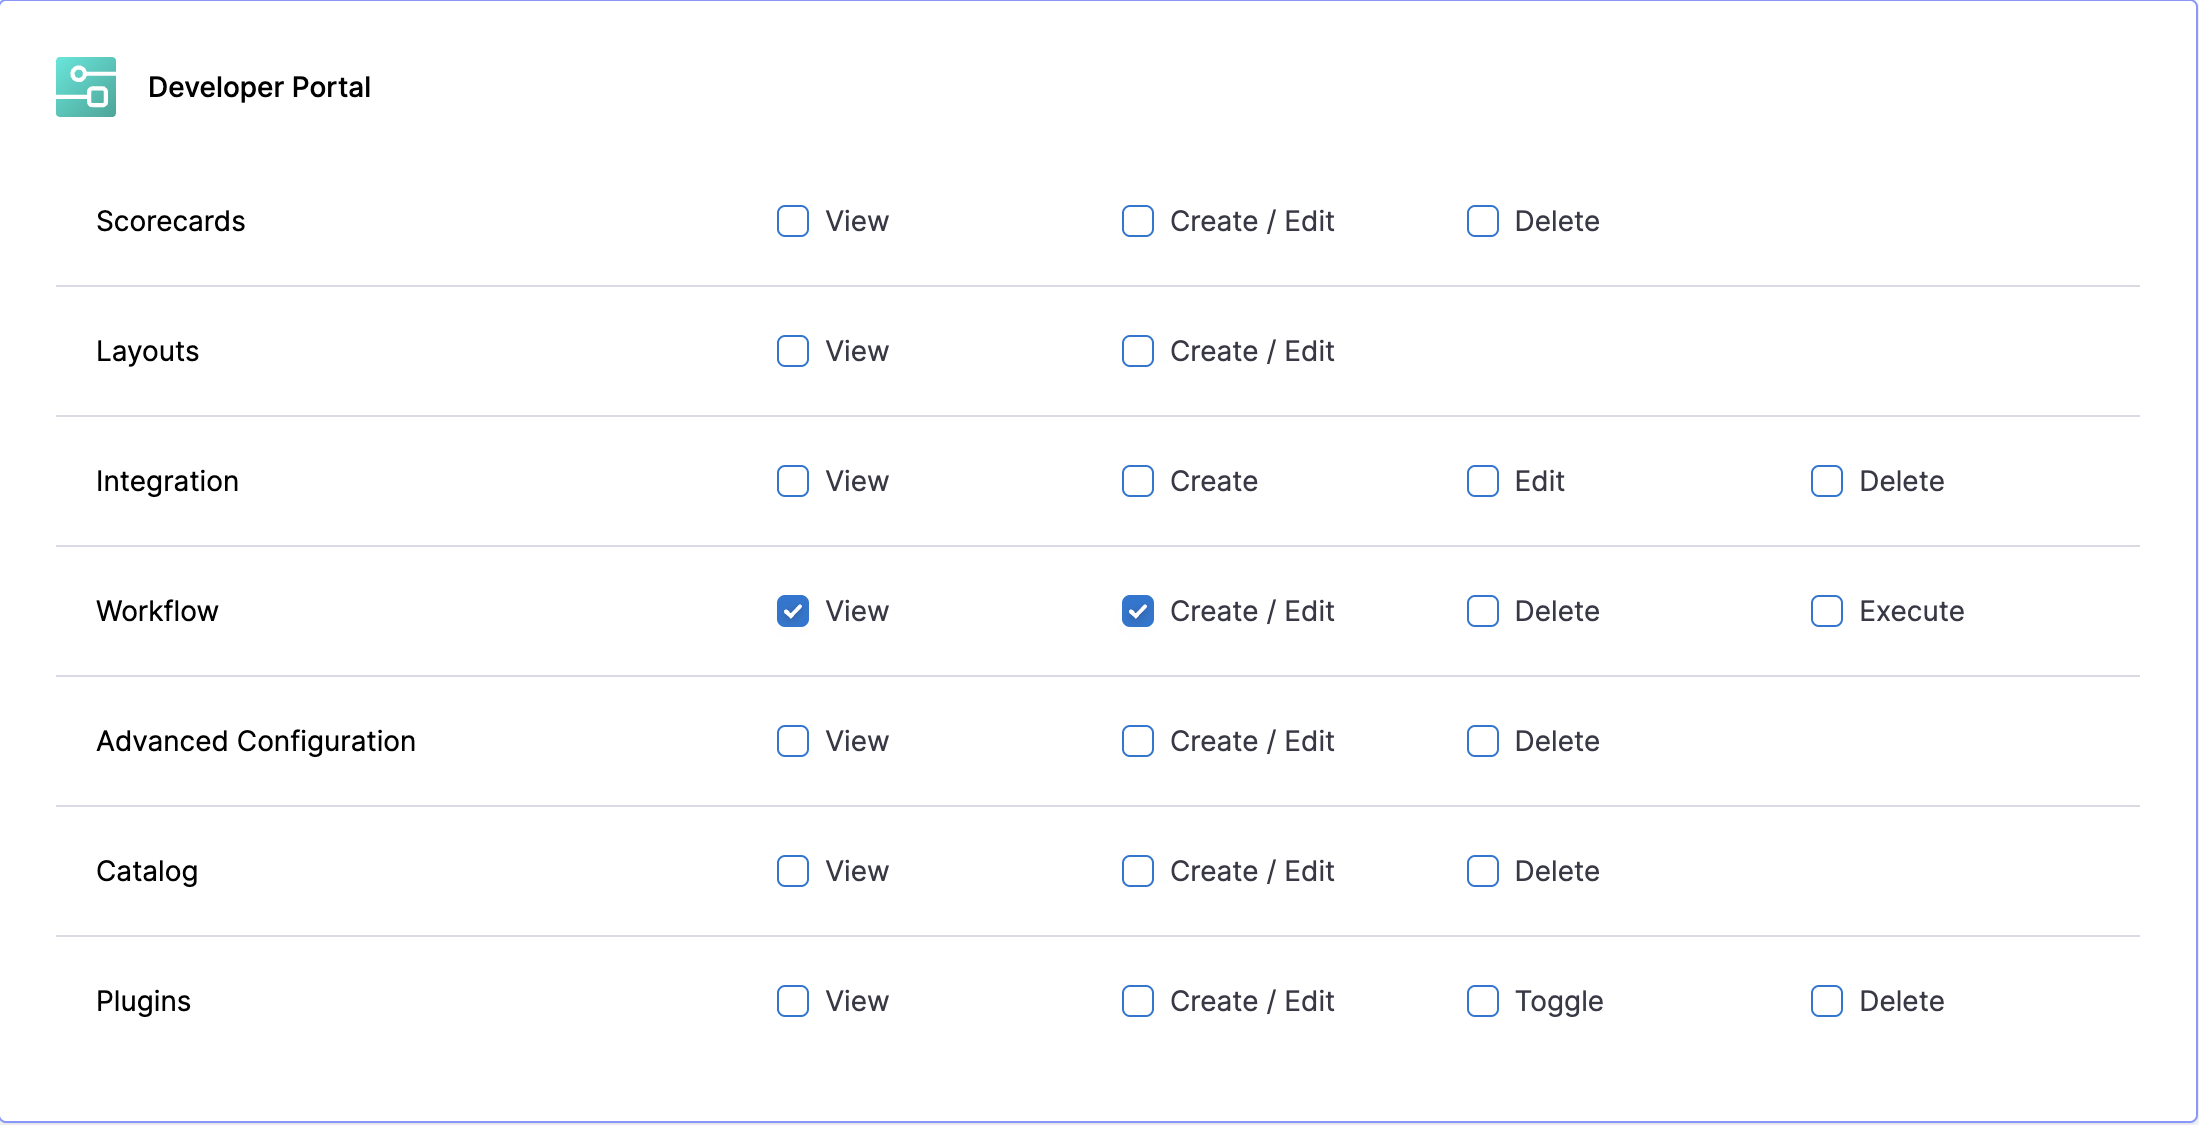 Developer Portal
Scorecards View Create / Edit Delete
Layouts View Create / Edit
Integration View Create Edit Delete
Workflow View Create / Edit Delete Execute
Advanced Configuration View Create / Edit Delete
Catalog View Create / Edit Delete
Plugins View Create / Edit Toggle Delete